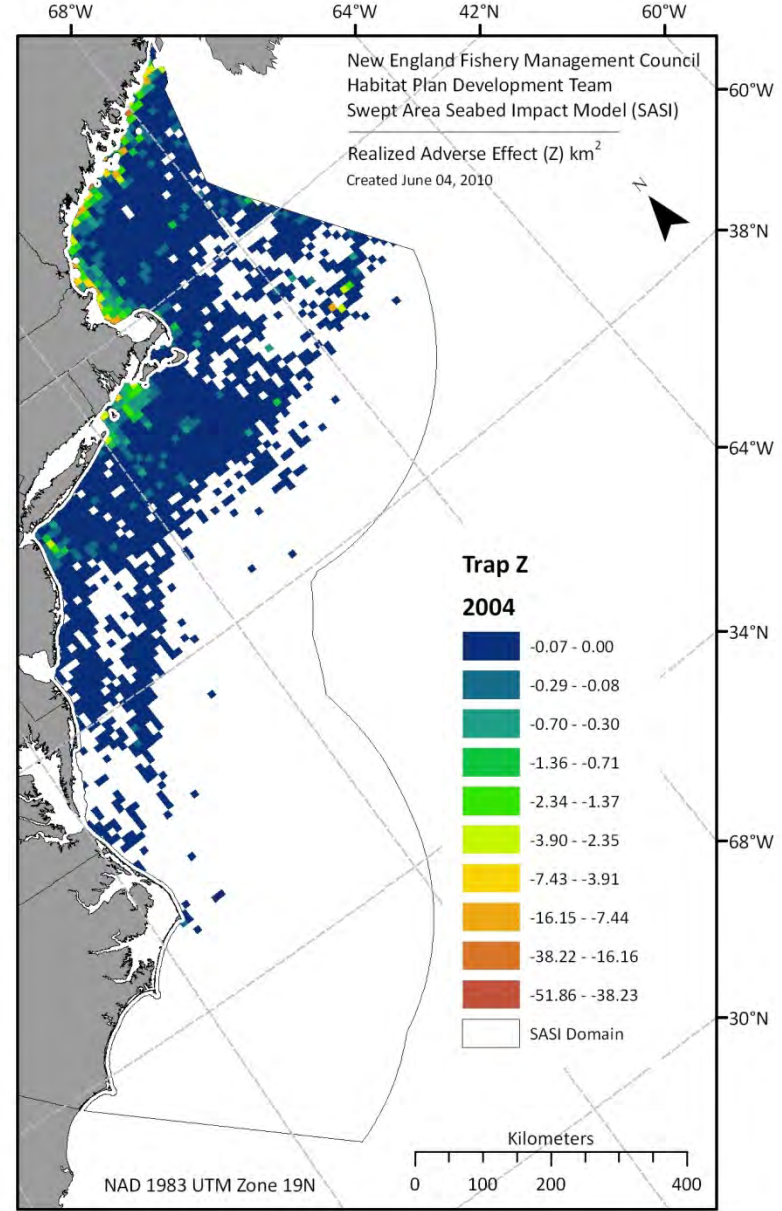 68°W
64°W
42°N
60°W
New England Fishery Management Council
Habitat Plan Development Team
Swept Area Seabed Impact Model (SASI)
Realized Adverse Effect (Z) km²
Created June 04, 2010
N
60°W
38°N
64°W
34°N
68°W
30°N
Trap Z
2004
-0.07 - 0.00
-0.29 - -0.08
-0.70 - -0.30
-1.36 - -0.71
-2.34 - -1.37
-3.90 - -2.35
-7.43 - -3.91
-16.15 - -7.44
-38.22 - -16.16
-51.86 - -38.23
SASI Domain
Kilometers
0 100 200 400
NAD 1983 UTM Zone 19N